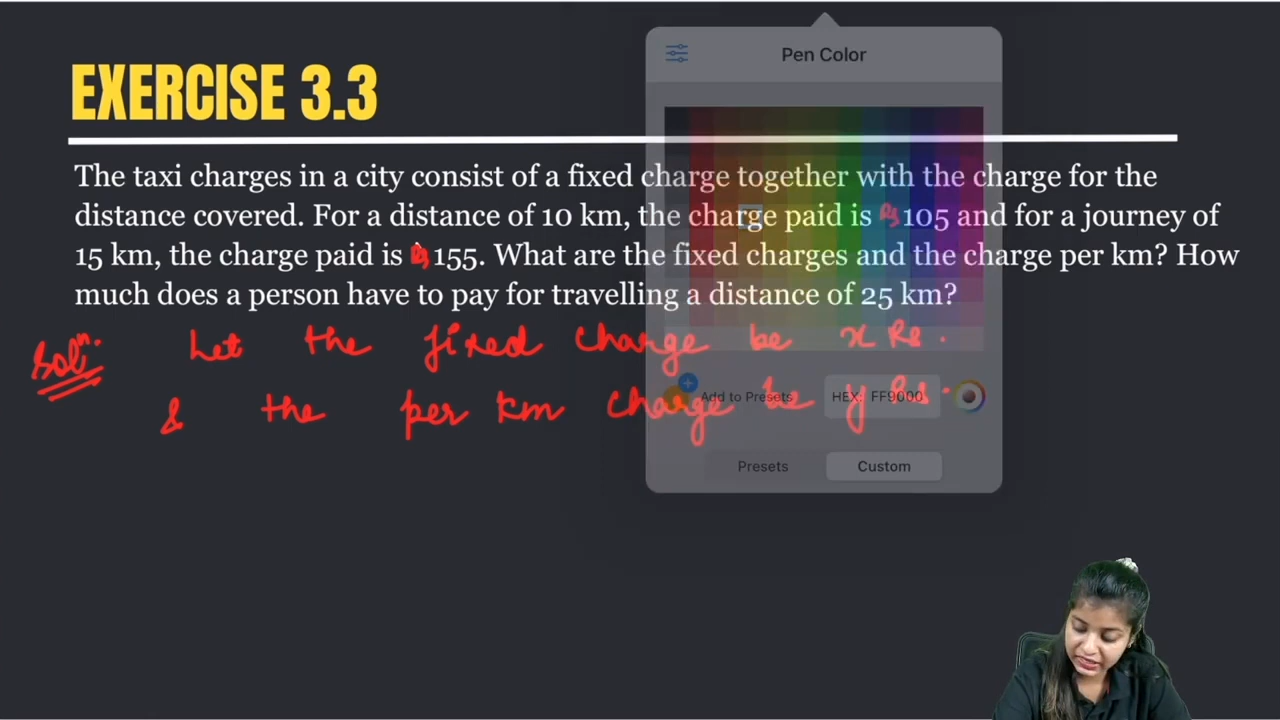 Pen Color
EXERCISE 3.3
The taxi charges in a city consist of a fixed charge together with the charge for the
distance covered. For a distance of 10 km, the charge paid is Rs 105 and for a journey of
15 km, the charge paid is Rs 155. What are the fixed charges and the charge per km? How
much does a person have to pay for travelling a distance of 25 km?
Soln. Let the fixed charge be x Rs.
& the per km charge be y Rs.
Add to Presets HEX: FF9000
Presets Custom